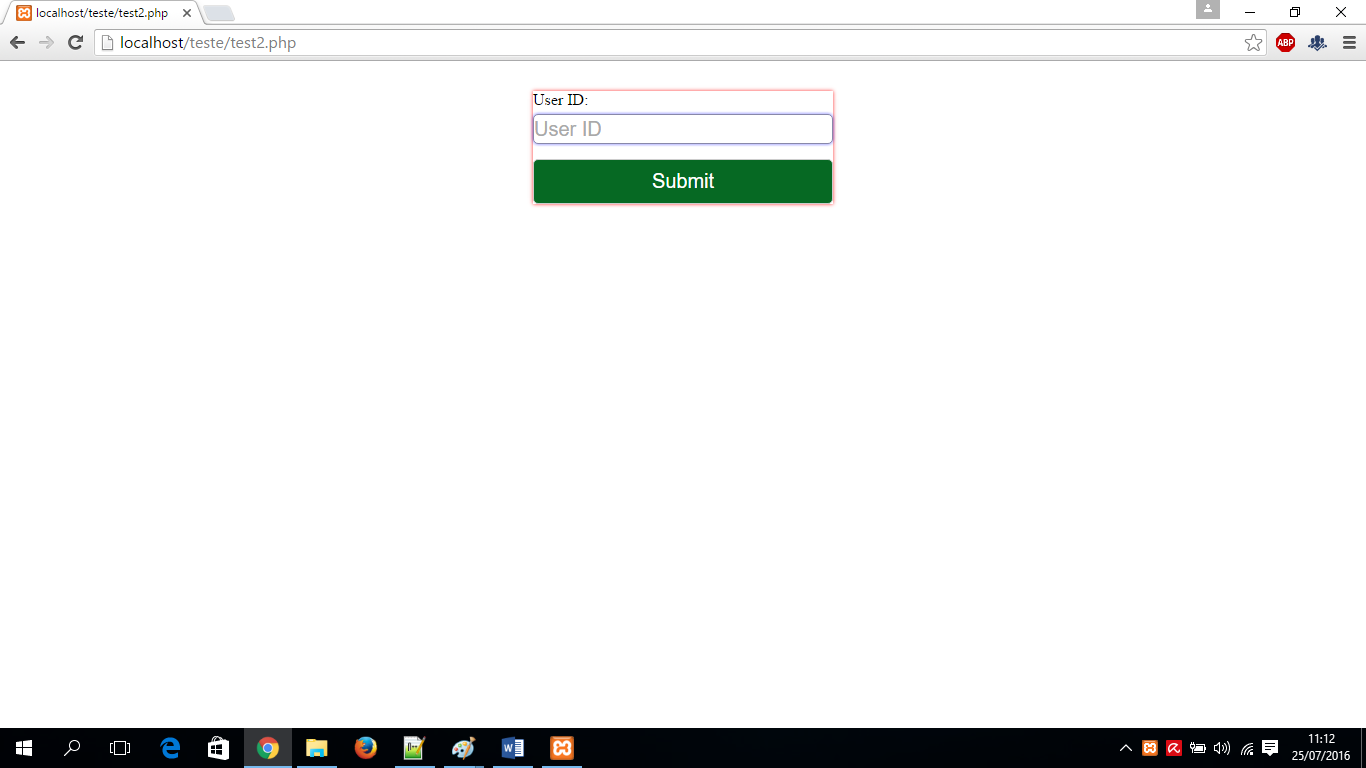 localhost/teste/test2.php
localhost/teste/test2.php
ABP
User ID:
User ID
Submit
11:12
25/07/2016